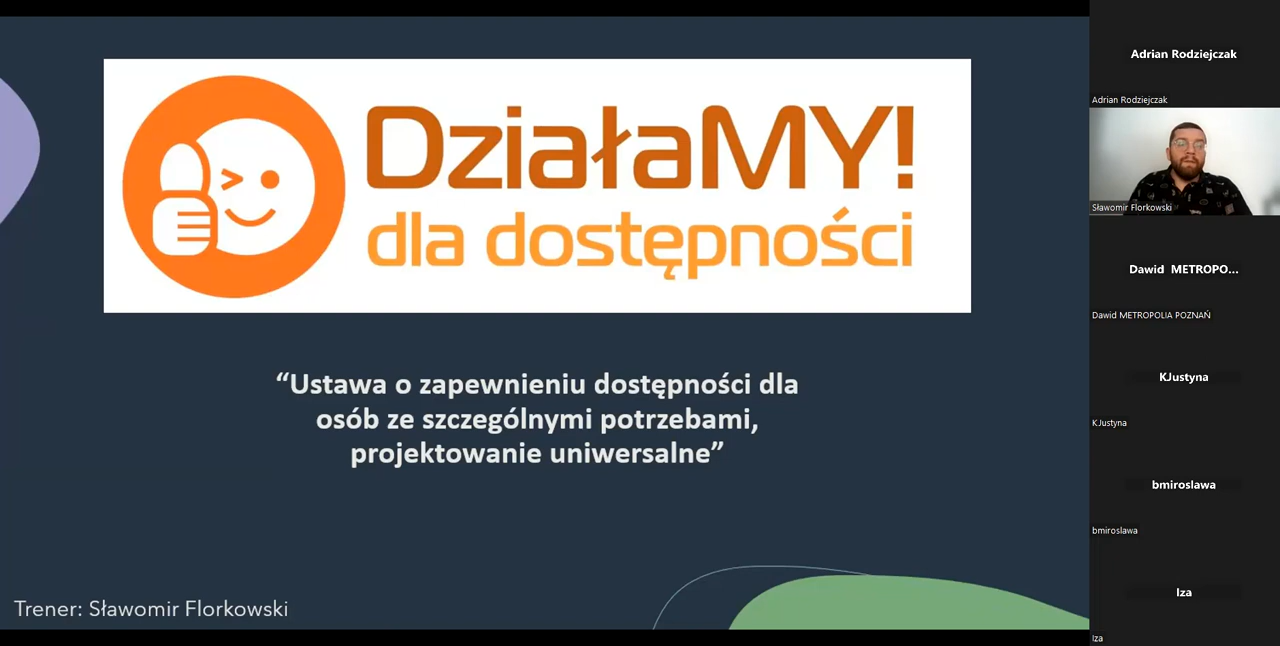 DziałaMY!
dla dostępności
“Ustawa o zapewnieniu dostępności dla
osób ze szczególnymi potrzebami,
projektowanie uniwersalne”
Trener: Sławomir Florkowski
Adrian Rodziejczak
Adrian Rodziejczak
Sławomir Florkowski
Dawid METROPO...
Dawid METROPOLIA POZNAŃ
KJustyna
KJustyna
bmiroslawa
bmiroslawa
Iza
Iza